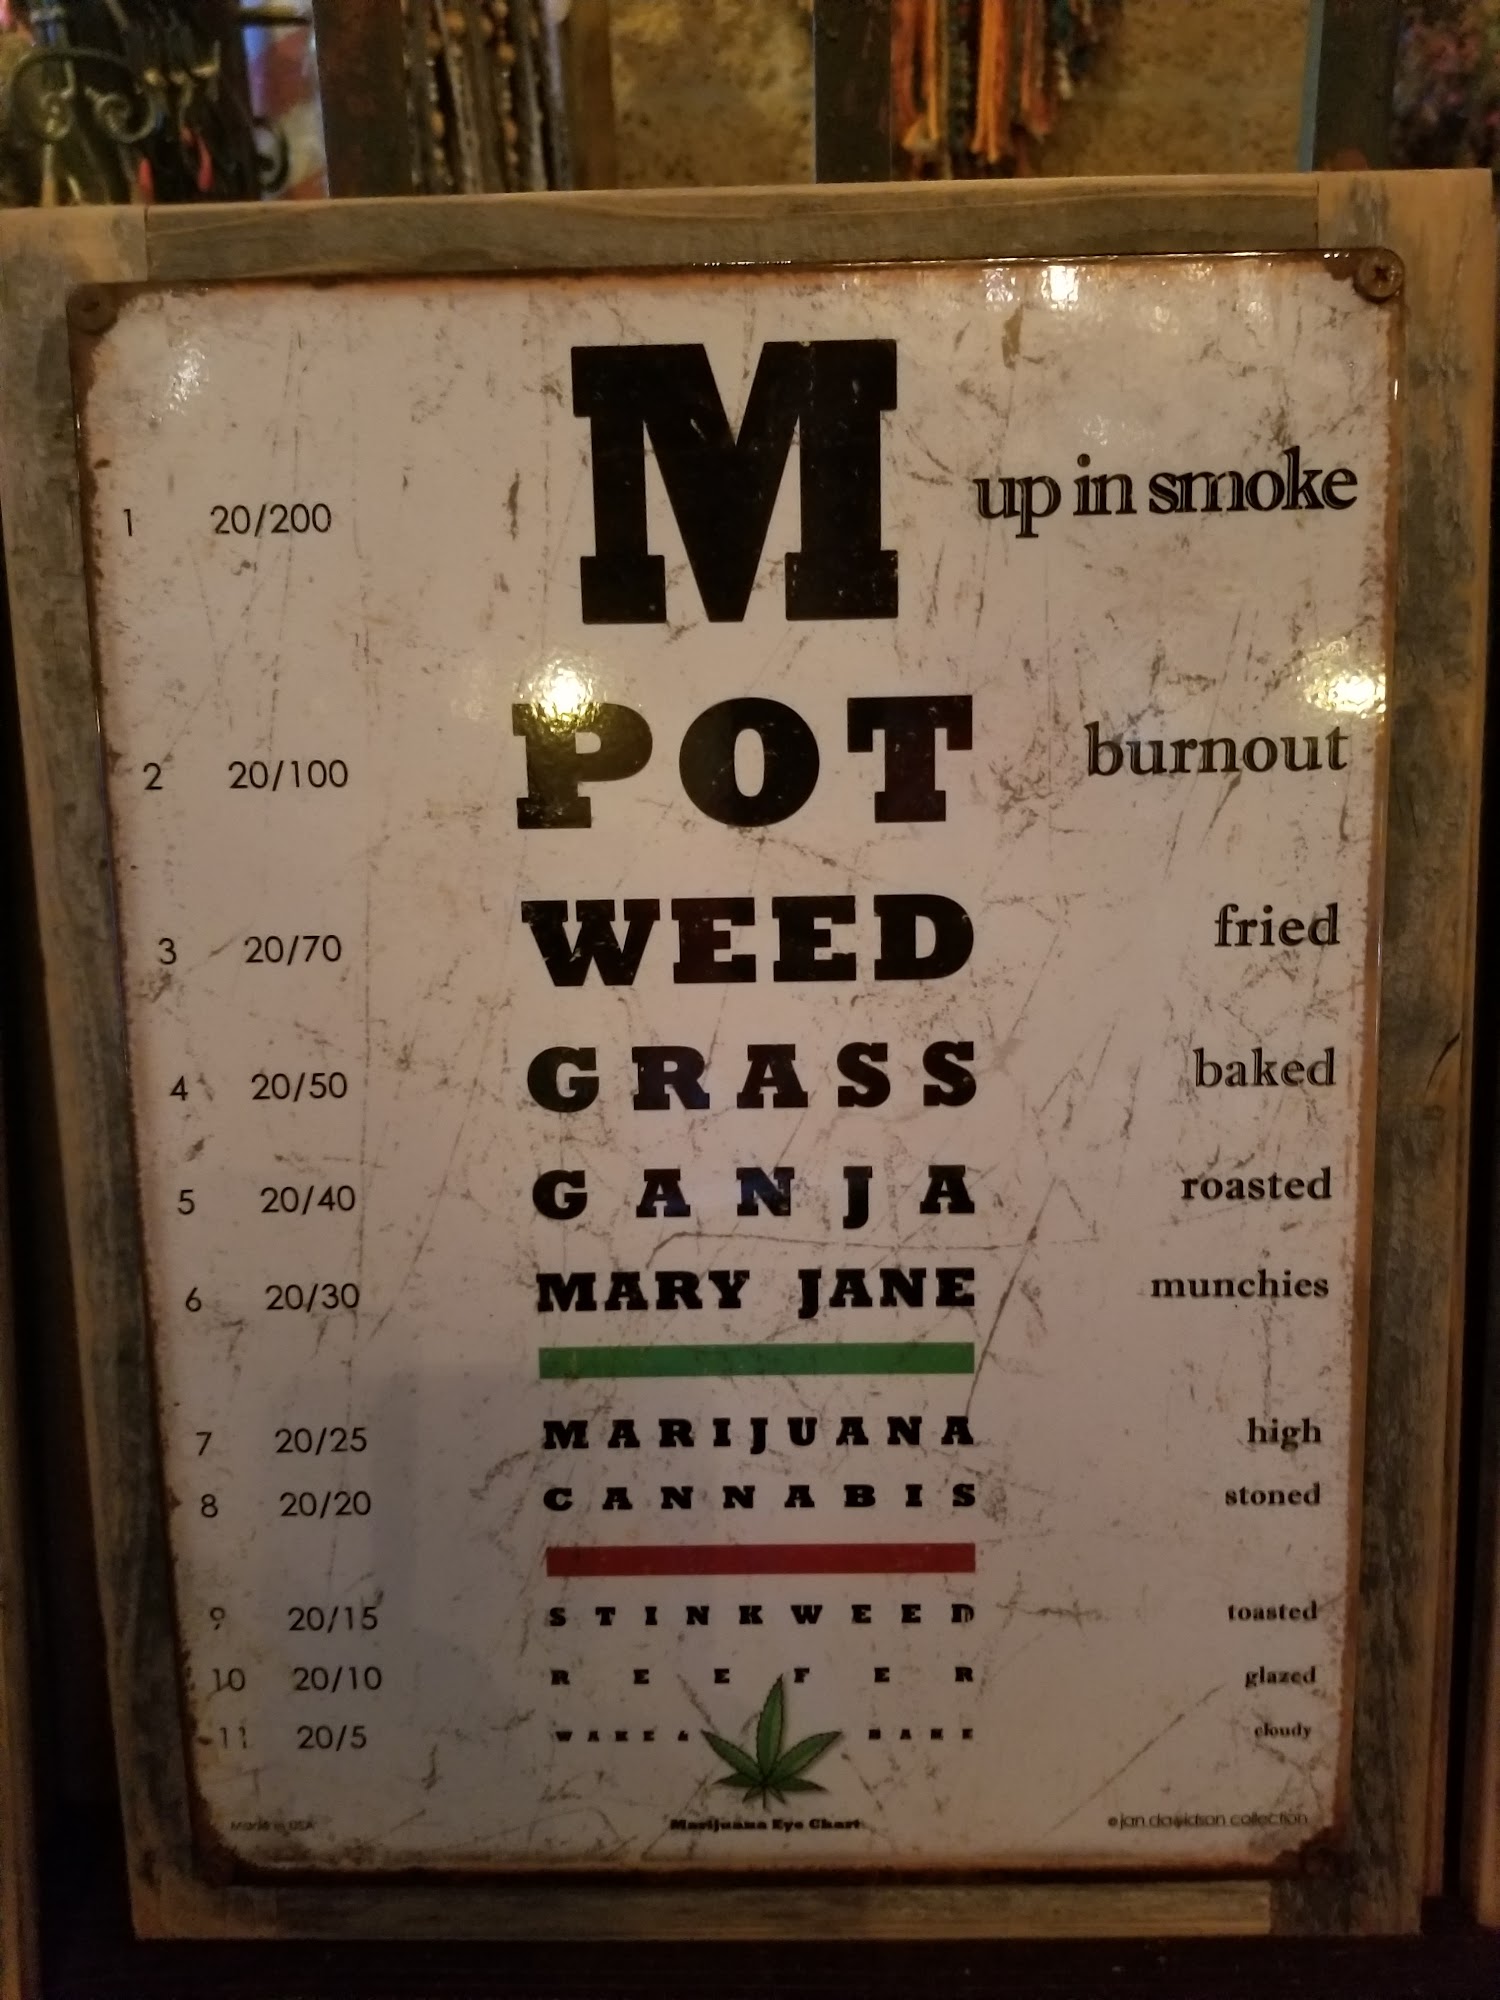 1 20/200 M up in smoke
2 20/100 POT burnout
3 20/70 WEED fried
4 20/50 GRASS baked
5 20/40 GANJA roasted
6 20/30 MARY JANE munchies
7 20/25 MARIJUANA high
8 20/20 CANNABIS stoned
9 20/15 STINKWEED toasted
10 20/10 REEFER glazed
11 20/5 WAKE & BAKE cloudy
Made in USA Marijuana Eye Chart © jan davidson collection